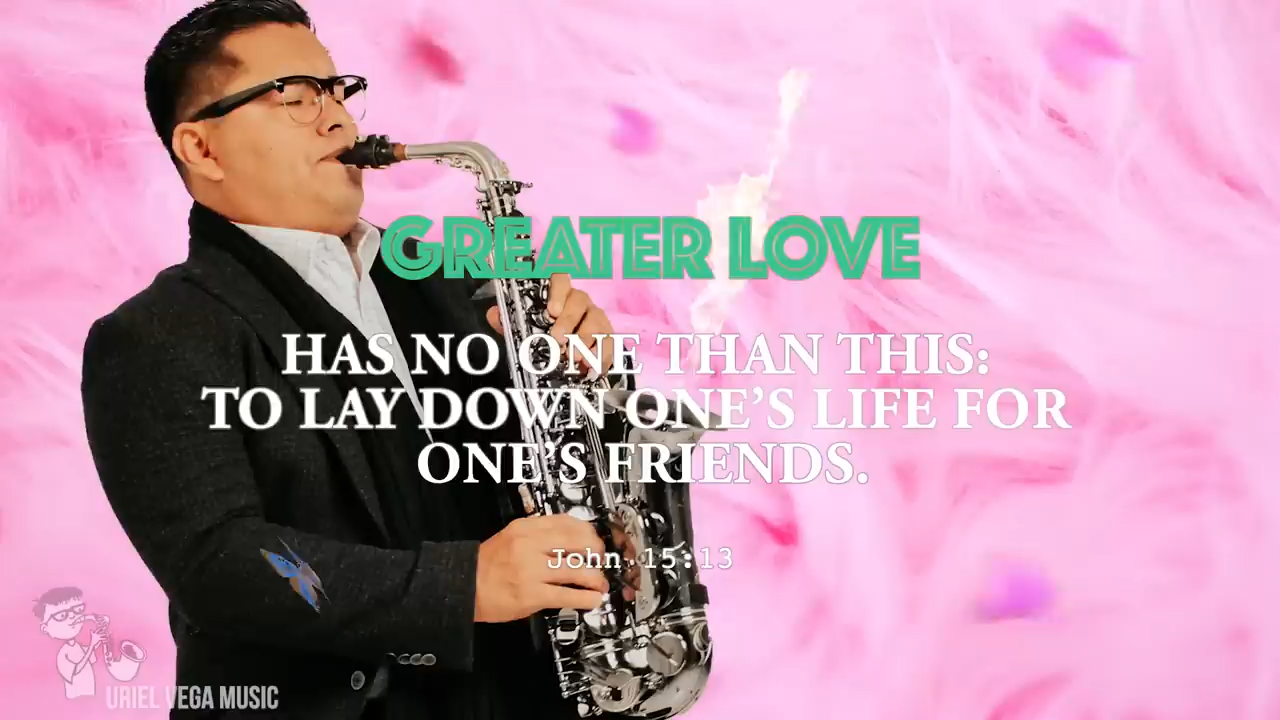 GREATER LOVE
HAS NO ONE THAN THIS:
TO LAY DOWN ONE’S LIFE FOR
ONE’S FRIENDS.
John 15:13
URIEL VEGA MUSIC